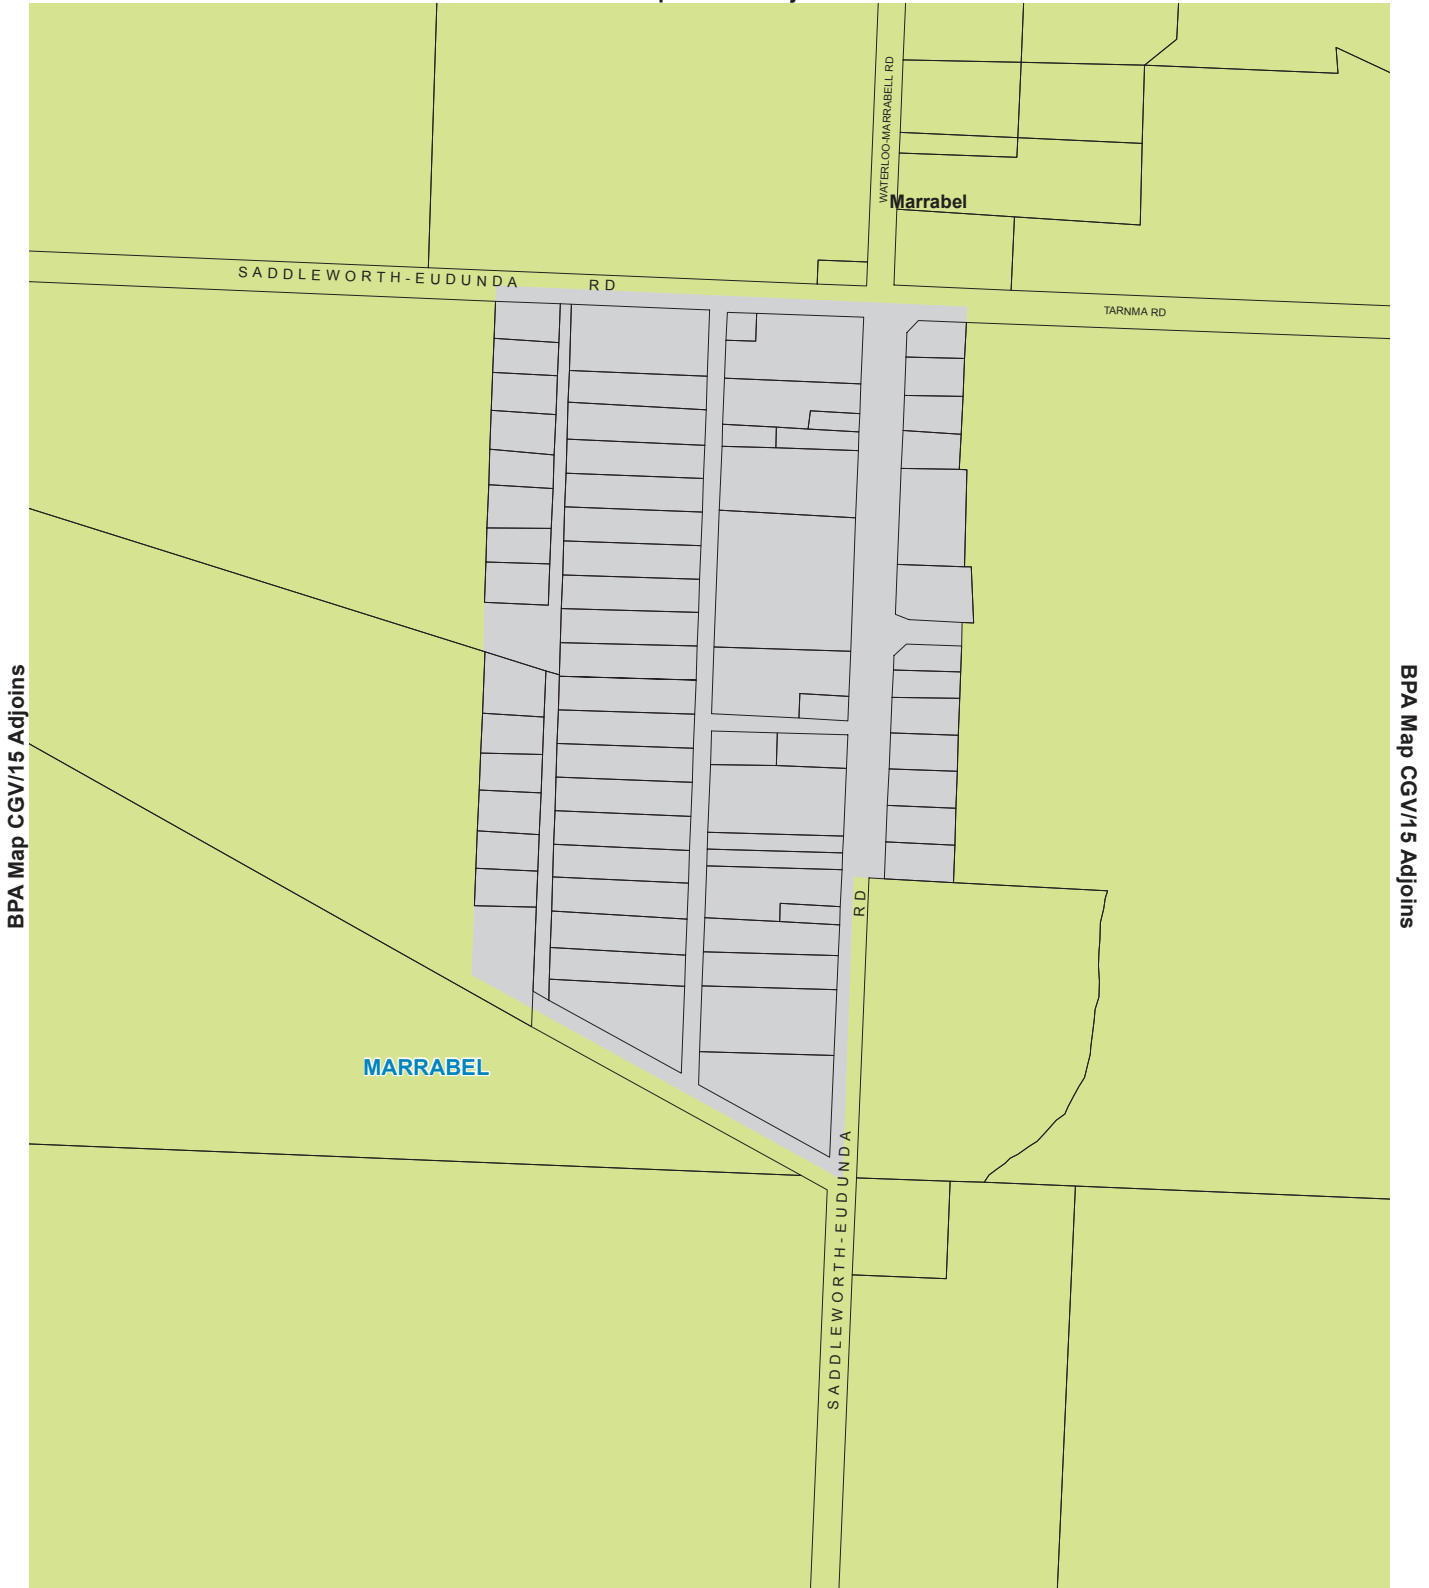 WATERLOO-MARRABELL RD
Marrabel
SADDLEWORTH-EUDUNDA RD
TARNMA RD
BPA Map CGV/15 Adjoins
BPA Map CGV/15 Adjoins
RD
MARRABEL
SADDLEWORTH-EUDUNDA